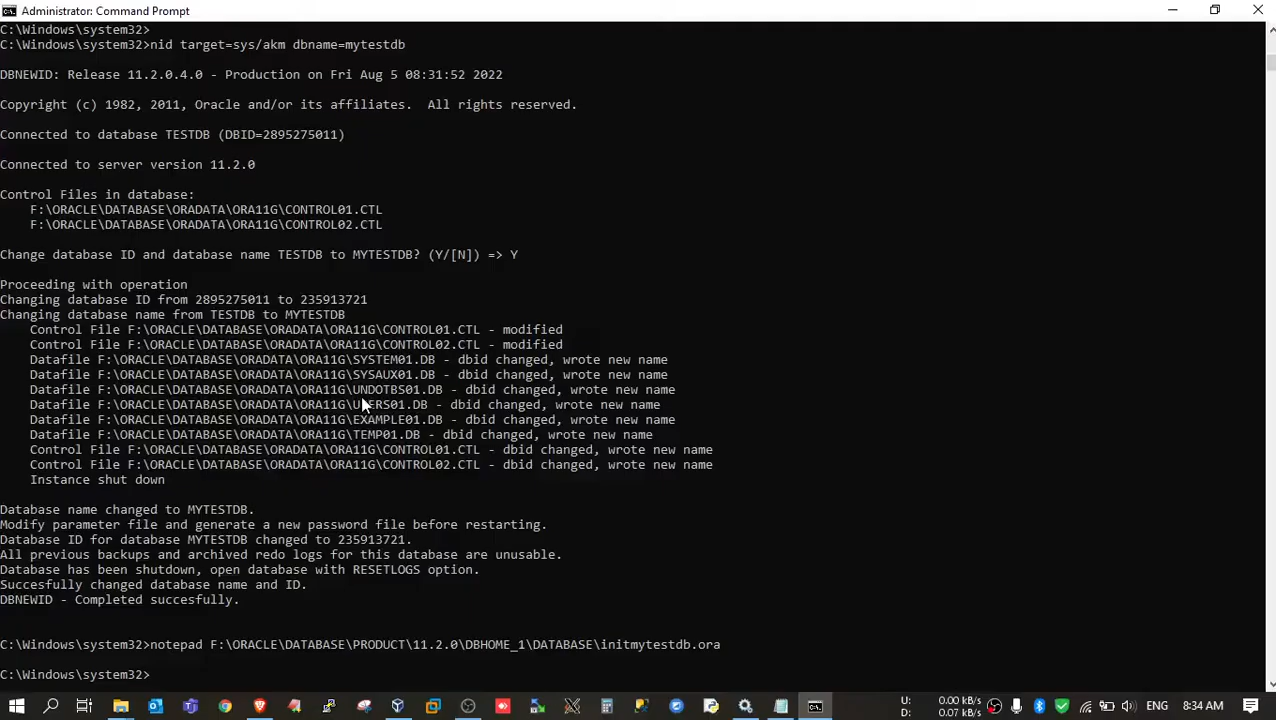 Administrator: Command Prompt
C:\Windows\system32>
C:\Windows\system32>nid target=sys/akm dbname=mytestdb
DBNEWID: Release 11.2.0.4.0 - Production on Fri Aug 5 08:31:52 2022
Copyright (c) 1982, 2011, Oracle and/or its affiliates.  All rights reserved.
Connected to database TESTDB (DBID=2895275011)
Connected to server version 11.2.0
Control Files in database:
F:\ORACLE\DATABASE\ORADATA\ORA11G\CONTROL01.CTL
F:\ORACLE\DATABASE\ORADATA\ORA11G\CONTROL02.CTL
Change database ID and database name TESTDB to MYTESTDB? (Y/[N]) => Y
Proceeding with operation
Changing database ID from 2895275011 to 235913721
Changing database name from TESTDB to MYTESTDB
Control File F:\ORACLE\DATABASE\ORADATA\ORA11G\CONTROL01.CTL - modified
Control File F:\ORACLE\DATABASE\ORADATA\ORA11G\CONTROL02.CTL - modified
Datafile F:\ORACLE\DATABASE\ORADATA\ORA11G\SYSTEM01.DB - dbid changed, wrote new name
Datafile F:\ORACLE\DATABASE\ORADATA\ORA11G\SYSAUX01.DB - dbid changed, wrote new name
Datafile F:\ORACLE\DATABASE\ORADATA\ORA11G\UNDOTBS01.DB - dbid changed, wrote new name
Datafile F:\ORACLE\DATABASE\ORADATA\ORA11G\USERS01.DB - dbid changed, wrote new name
Datafile F:\ORACLE\DATABASE\ORADATA\ORA11G\EXAMPLE01.DB - dbid changed, wrote new name
Datafile F:\ORACLE\DATABASE\ORADATA\ORA11G\TEMP01.DB - dbid changed, wrote new name
Control File F:\ORACLE\DATABASE\ORADATA\ORA11G\CONTROL01.CTL - dbid changed, wrote new name
Control File F:\ORACLE\DATABASE\ORADATA\ORA11G\CONTROL02.CTL - dbid changed, wrote new name
Instance shut down
Database name changed to MYTESTDB.
Modify parameter file and generate a new password file before restarting.
Database ID for database MYTESTDB changed to 235913721.
All previous backups and archived redo logs for this database are unusable.
Database has been shutdown, open database with RESETLOGS option.
Succesfully changed database name and ID.
DBNEWID - Completed succesfully.
C:\Windows\system32>notepad F:\ORACLE\DATABASE\PRODUCT\11.2.0\DBHOME_1\DATABASE\initmytestdb.ora
C:\Windows\system32>
U: 0.00 kB/s
D: 0.07 kB/s
ENG
8:34 AM